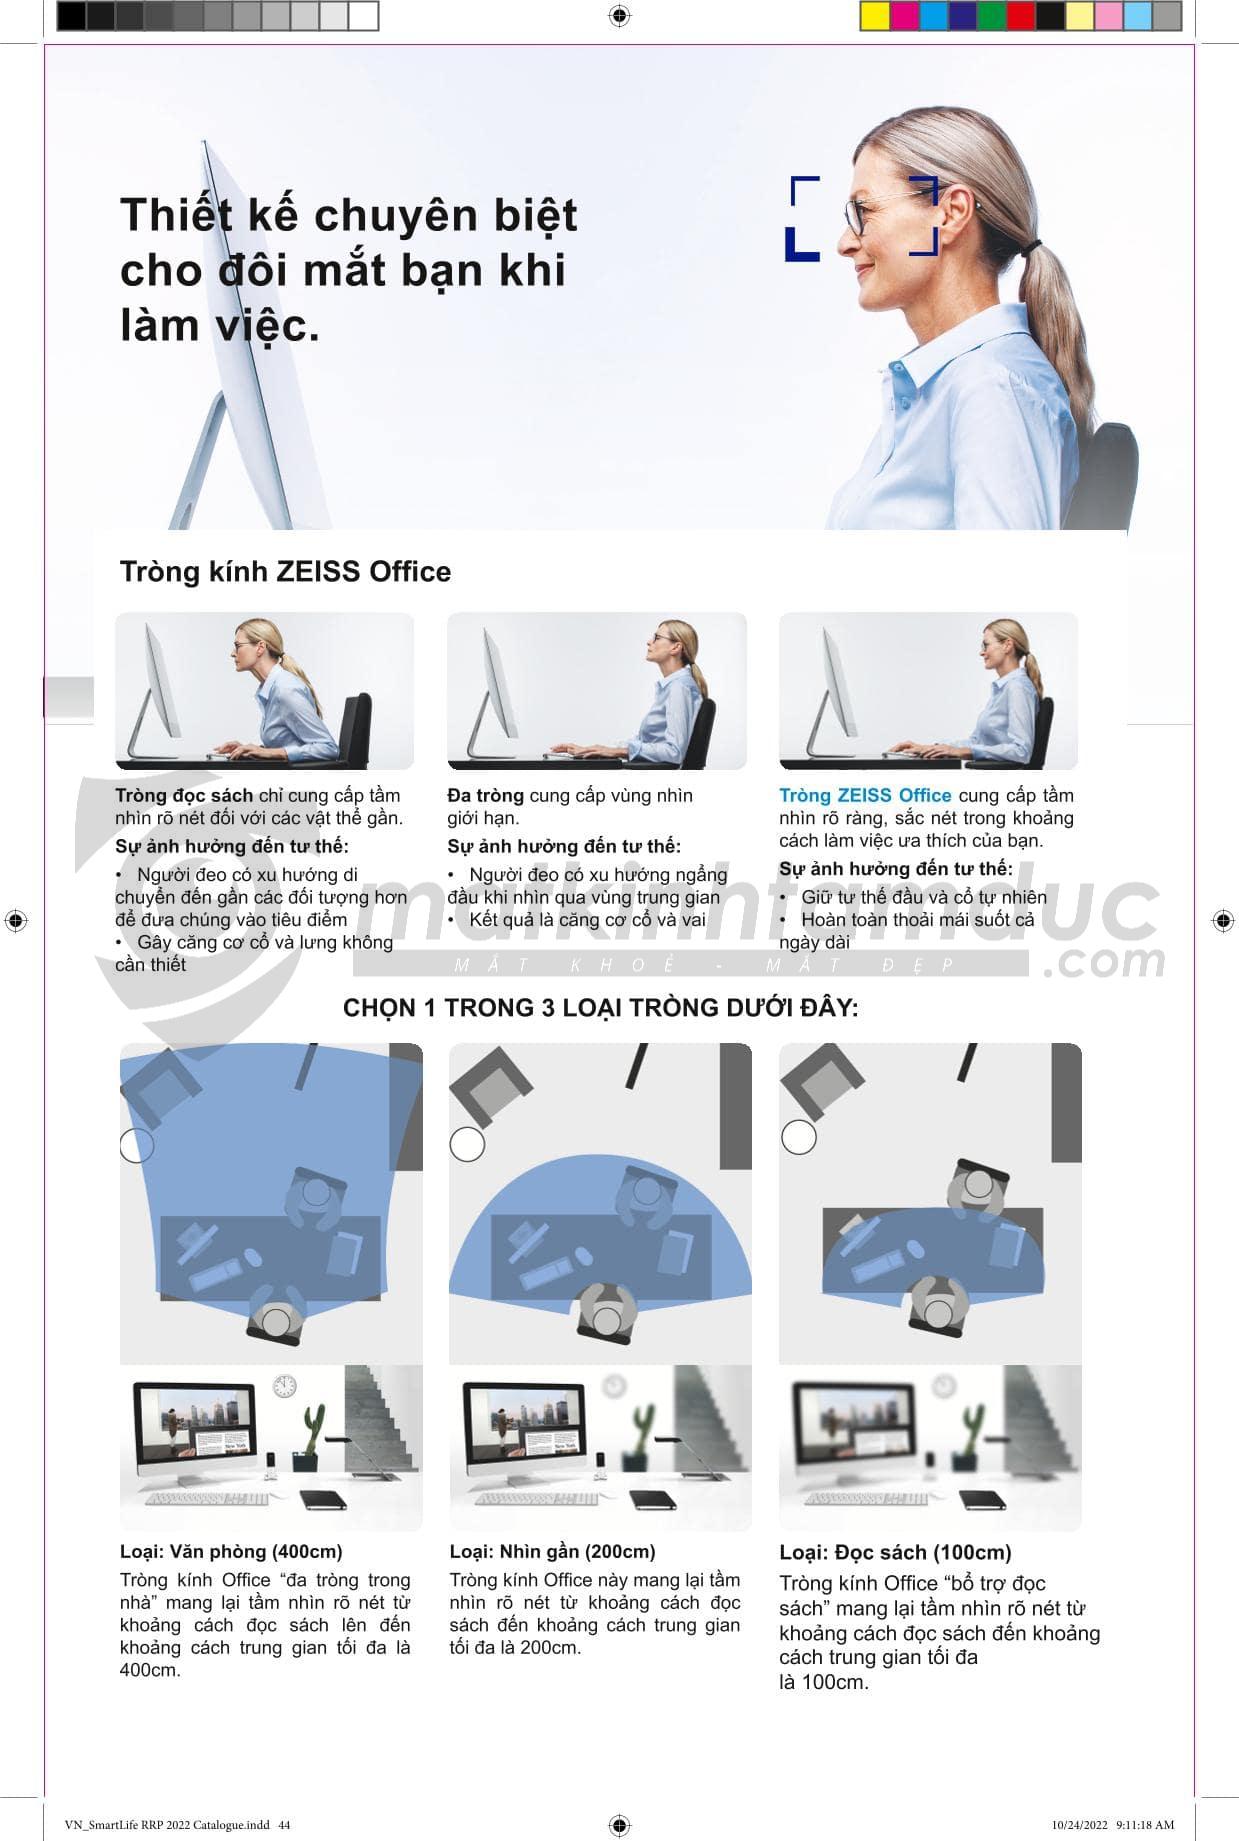 Thiết kế chuyên biệt
cho đôi mắt bạn khi
làm việc.
Tròng kính ZEISS Office
Tròng đọc sách chỉ cung cấp tầm
nhìn rõ nét đối với các vật thể gần.
Sự ảnh hưởng đến tư thế:
• Người đeo có xu hướng di
chuyển đến gần các đối tượng hơn
để đưa chúng vào tiêu điểm
• Gây căng cơ cổ và lưng không
cần thiết
Đa tròng cung cấp vùng nhìn
giới hạn.
Sự ảnh hưởng đến tư thế:
• Người đeo có xu hướng ngẩng
đầu khi nhìn qua vùng trung gian
• Kết quả là căng cơ cổ và vai
Tròng ZEISS Office cung cấp tầm
nhìn rõ ràng, sắc nét trong khoảng
cách làm việc ưa thích của bạn.
Sự ảnh hưởng đến tư thế:
• Giữ tư thế đầu và cổ tự nhiên
• Hoàn toàn thoải mái suốt cả
ngày dài
matkinhtamduc
.com
MẮT KHOẺ - MẮT ĐẸP
CHỌN 1 TRONG 3 LOẠI TRÒNG DƯỚI ĐÂY:
New York
New York
Loại: Văn phòng (400cm)
Tròng kính Office “đa tròng trong
nhà” mang lại tầm nhìn rõ nét từ
khoảng cách đọc sách lên đến
khoảng cách trung gian tối đa là
400cm.
Loại: Nhìn gần (200cm)
Tròng kính Office này mang lại tầm
nhìn rõ nét từ khoảng cách đọc
sách đến khoảng cách trung gian
tối đa là 200cm.
Loại: Đọc sách (100cm)
Tròng kính Office “bổ trợ đọc
sách” mang lại tầm nhìn rõ nét từ
khoảng cách đọc sách đến khoảng
cách trung gian tối đa
là 100cm.
VN_SmartLife RRP 2022 Catalogue.indd 44
10/24/2022 9:11:18 AM